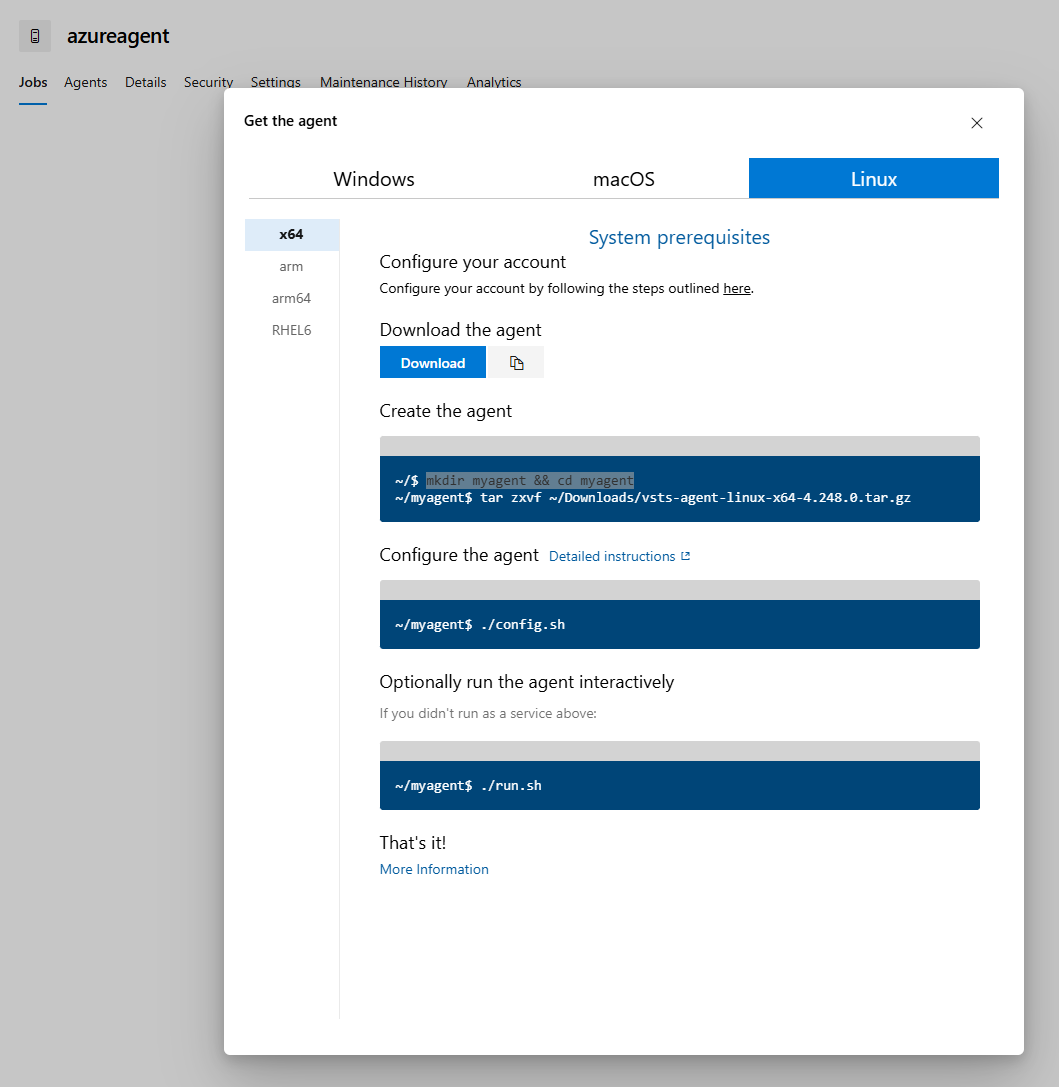 azureagent
Jobs Agents Details Security Settings Maintenance History Analytics
Get the agent
Windows macOS Linux
x64
arm
arm64
RHEL6
System prerequisites
Configure your account
Configure your account by following the steps outlined here.
Download the agent
Download
Create the agent
~/$ mkdir myagent && cd myagent
~/myagent$ tar zxvf ~/Downloads/vsts-agent-linux-x64-4.248.0.tar.gz
Configure the agent Detailed instructions
~/myagent$ ./config.sh
Optionally run the agent interactively
If you didn't run as a service above:
~/myagent$ ./run.sh
That's it!
More Information